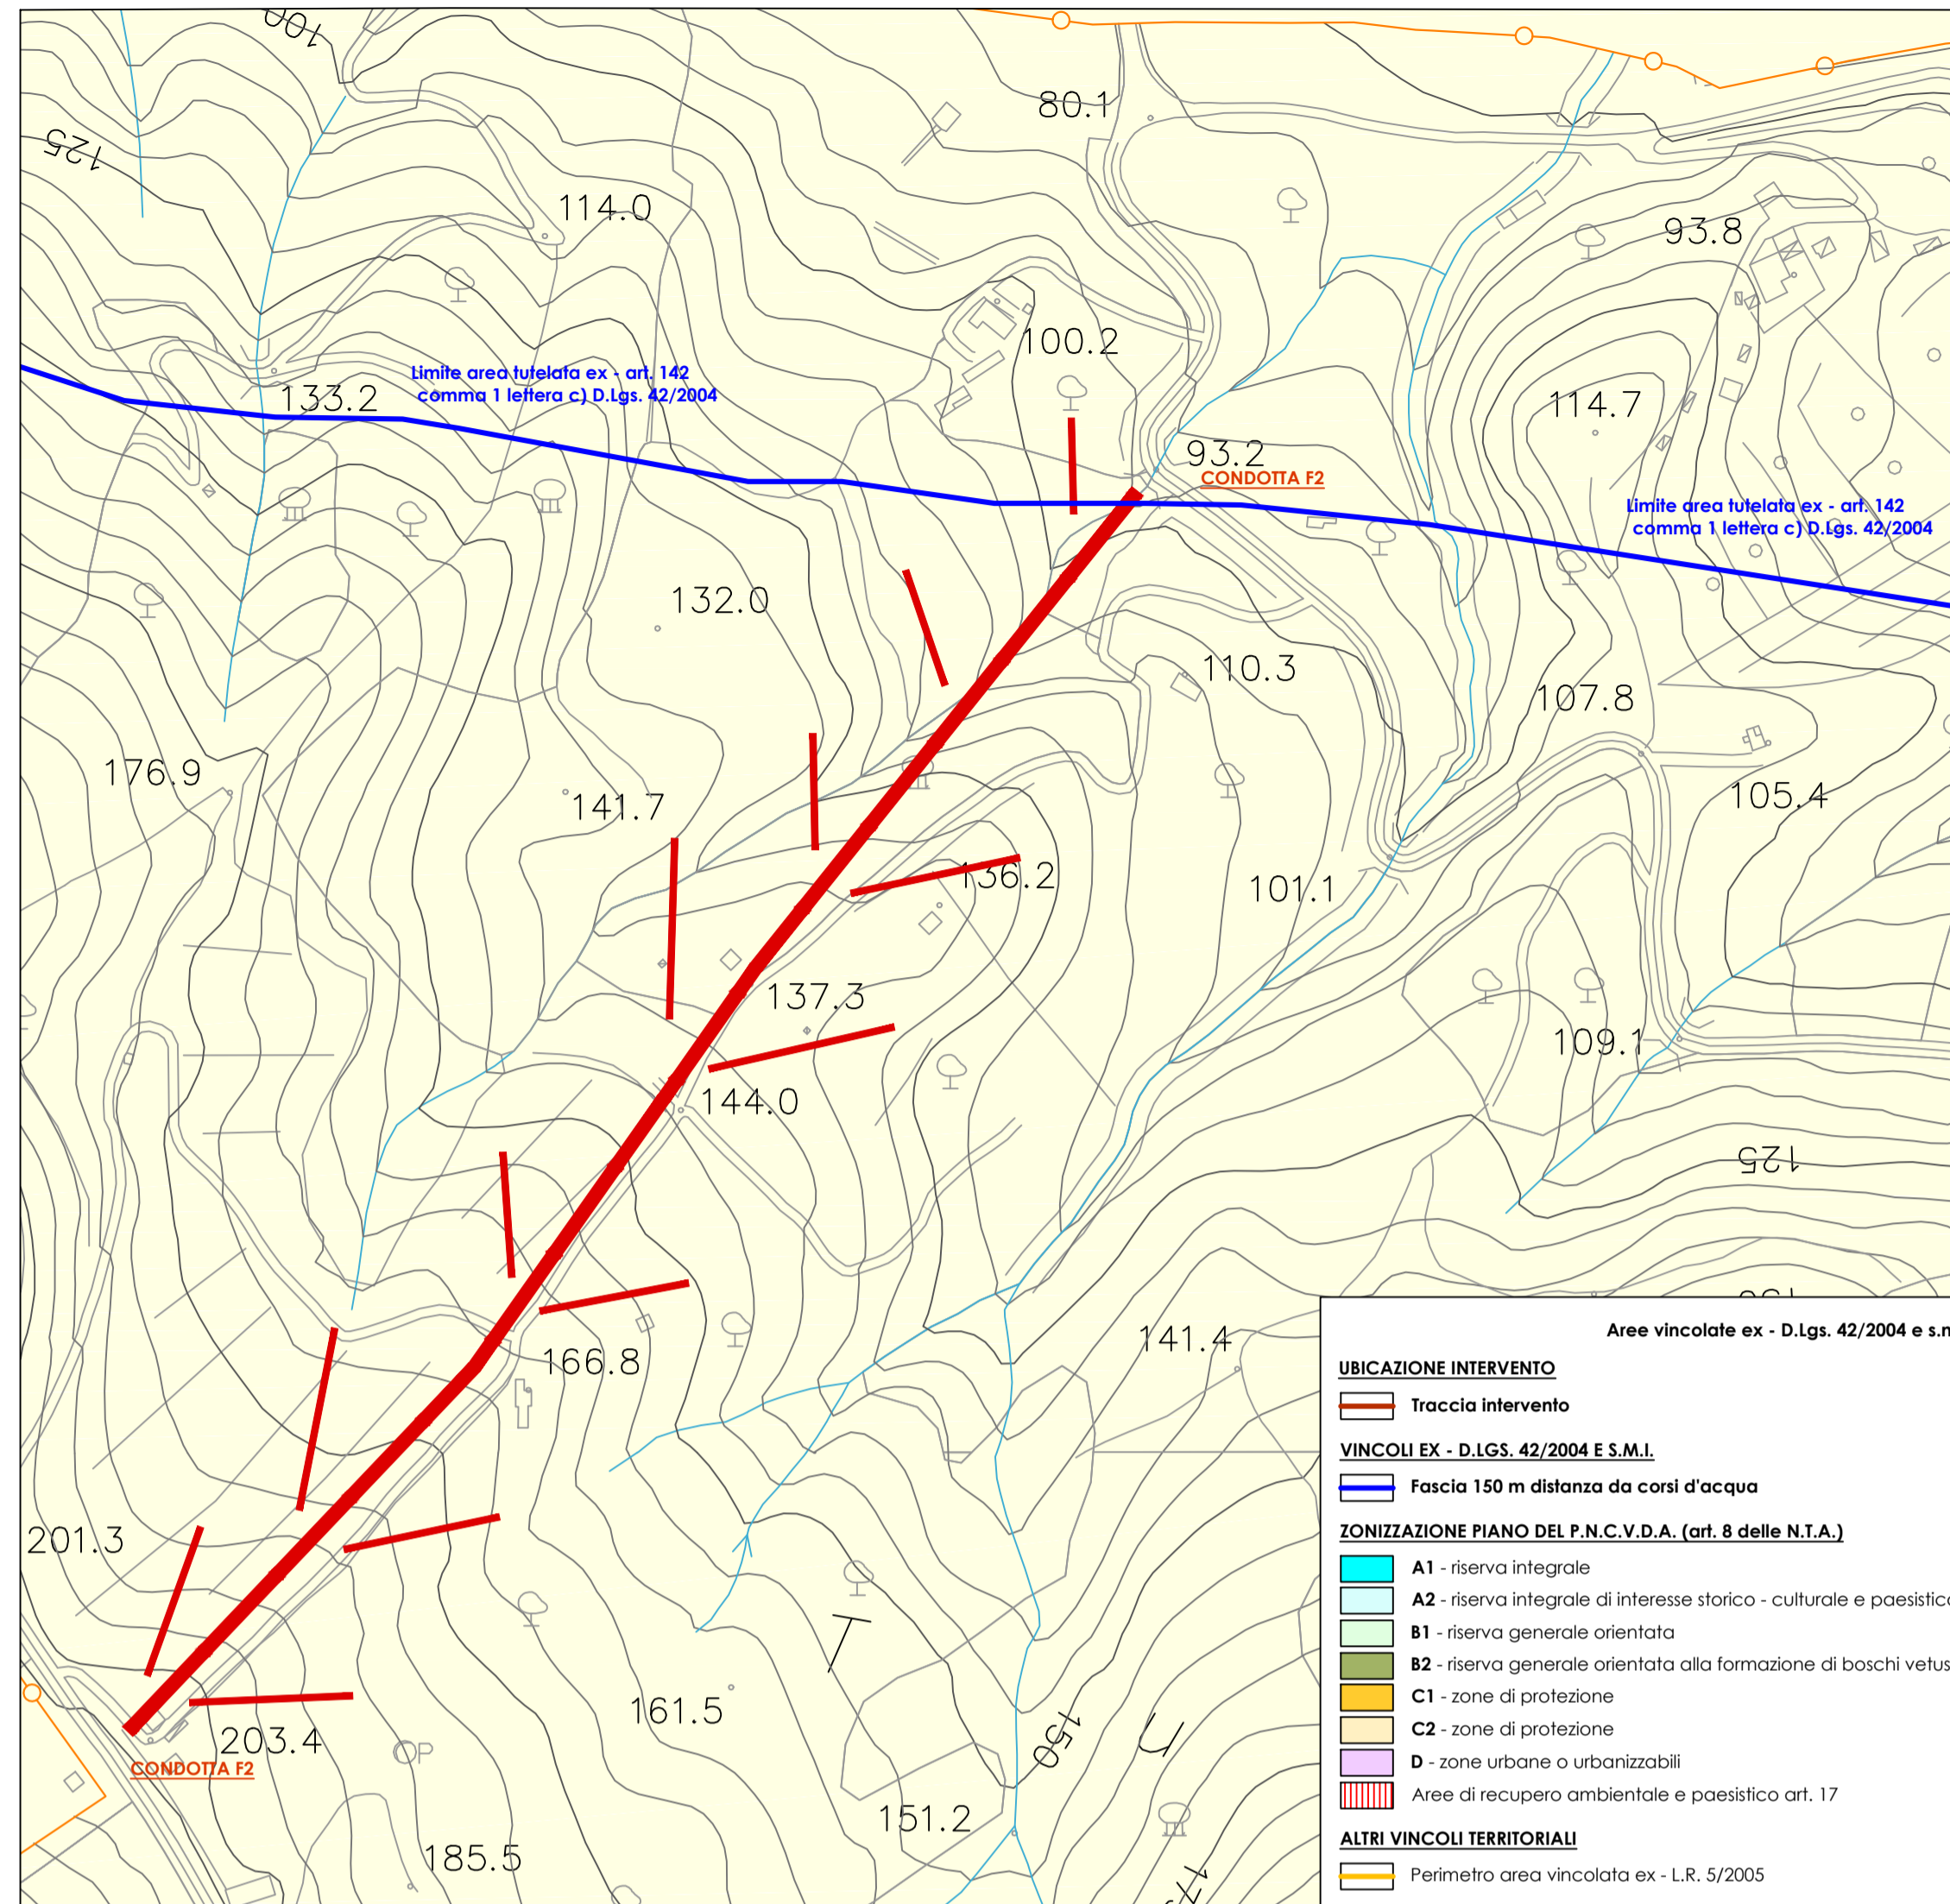 100
125
80.1
114.0
93.8
100.2
133.2
Limite area tutelata ex - art. 142
comma 1 lettera c) D.Lgs. 42/2004
114.7
93.2
CONDOTTA F2
Limite area tutelata ex - art. 142
comma 1 lettera c) D.Lgs. 42/2004
132.0
110.3
107.8
176.9
141.7
105.4
136.2
101.1
137.3
109.1
144.0
125
166.8
141.4
201.3
203.4
CONDOTTA F2
161.5
T
U
150
P
151.2
185.5
Aree vincolate ex - D.Lgs. 42/2004 e
UBICAZIONE INTERVENTO
Traccia intervento
VINCOLI EX - D.LGS. 42/2004 E S.M.I.
Fascia 150 m distanza da corsi d'acqua
ZONIZZAZIONE PIANO DEL P.N.C.V.D.A. (art. 8 delle N.T.A.)
A1 - riserva integrale
A2 - riserva integrale di interesse storico - culturale e
B1 - riserva generale orientata
B2 - riserva generale orientata alla formazione di boschi
C1 - zone di protezione
C2 - zone di protezione
D - zone urbane o urbanizzabili
Aree di recupero ambientale e paesistico art. 17
ALTRI VINCOLI TERRITORIALI
Perimetro area vincolata ex - L.R. 5/2005